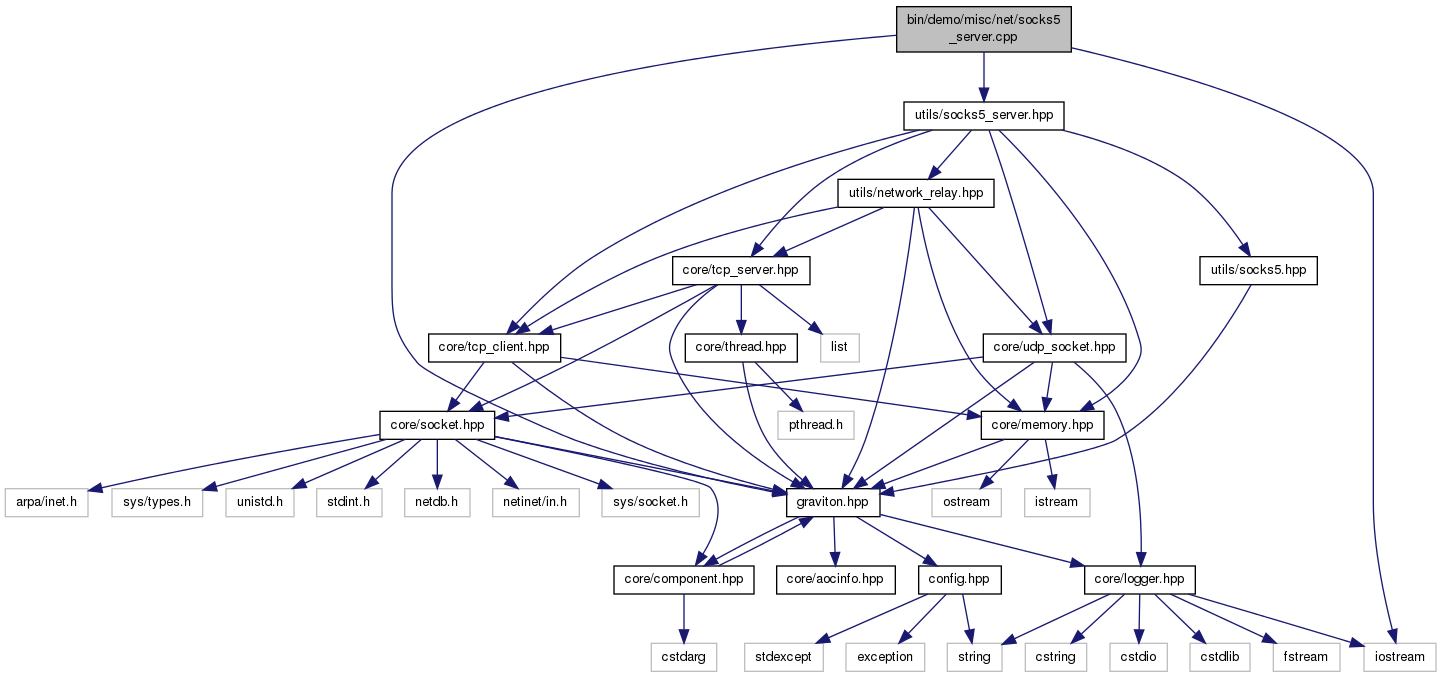 bin/demo/misc/net/socks5
_server.cpp
utils/socks5_server.hpp
utils/network_relay.hpp
core/tcp_server.hpp
utils/socks5.hpp
core/tcp_client.hpp
core/thread.hpp
list
core/udp_socket.hpp
core/socket.hpp
pthread.h
core/memory.hpp
arpa/inet.h
sys/types.h
unistd.h
stdint.h
netdb.h
netinet/in.h
sys/socket.h
graviton.hpp
ostream
istream
core/component.hpp
core/aocinfo.hpp
config.hpp
core/logger.hpp
cstdarg
stdexcept
exception
string
cstring
cstdio
cstdlib
fstream
iostream